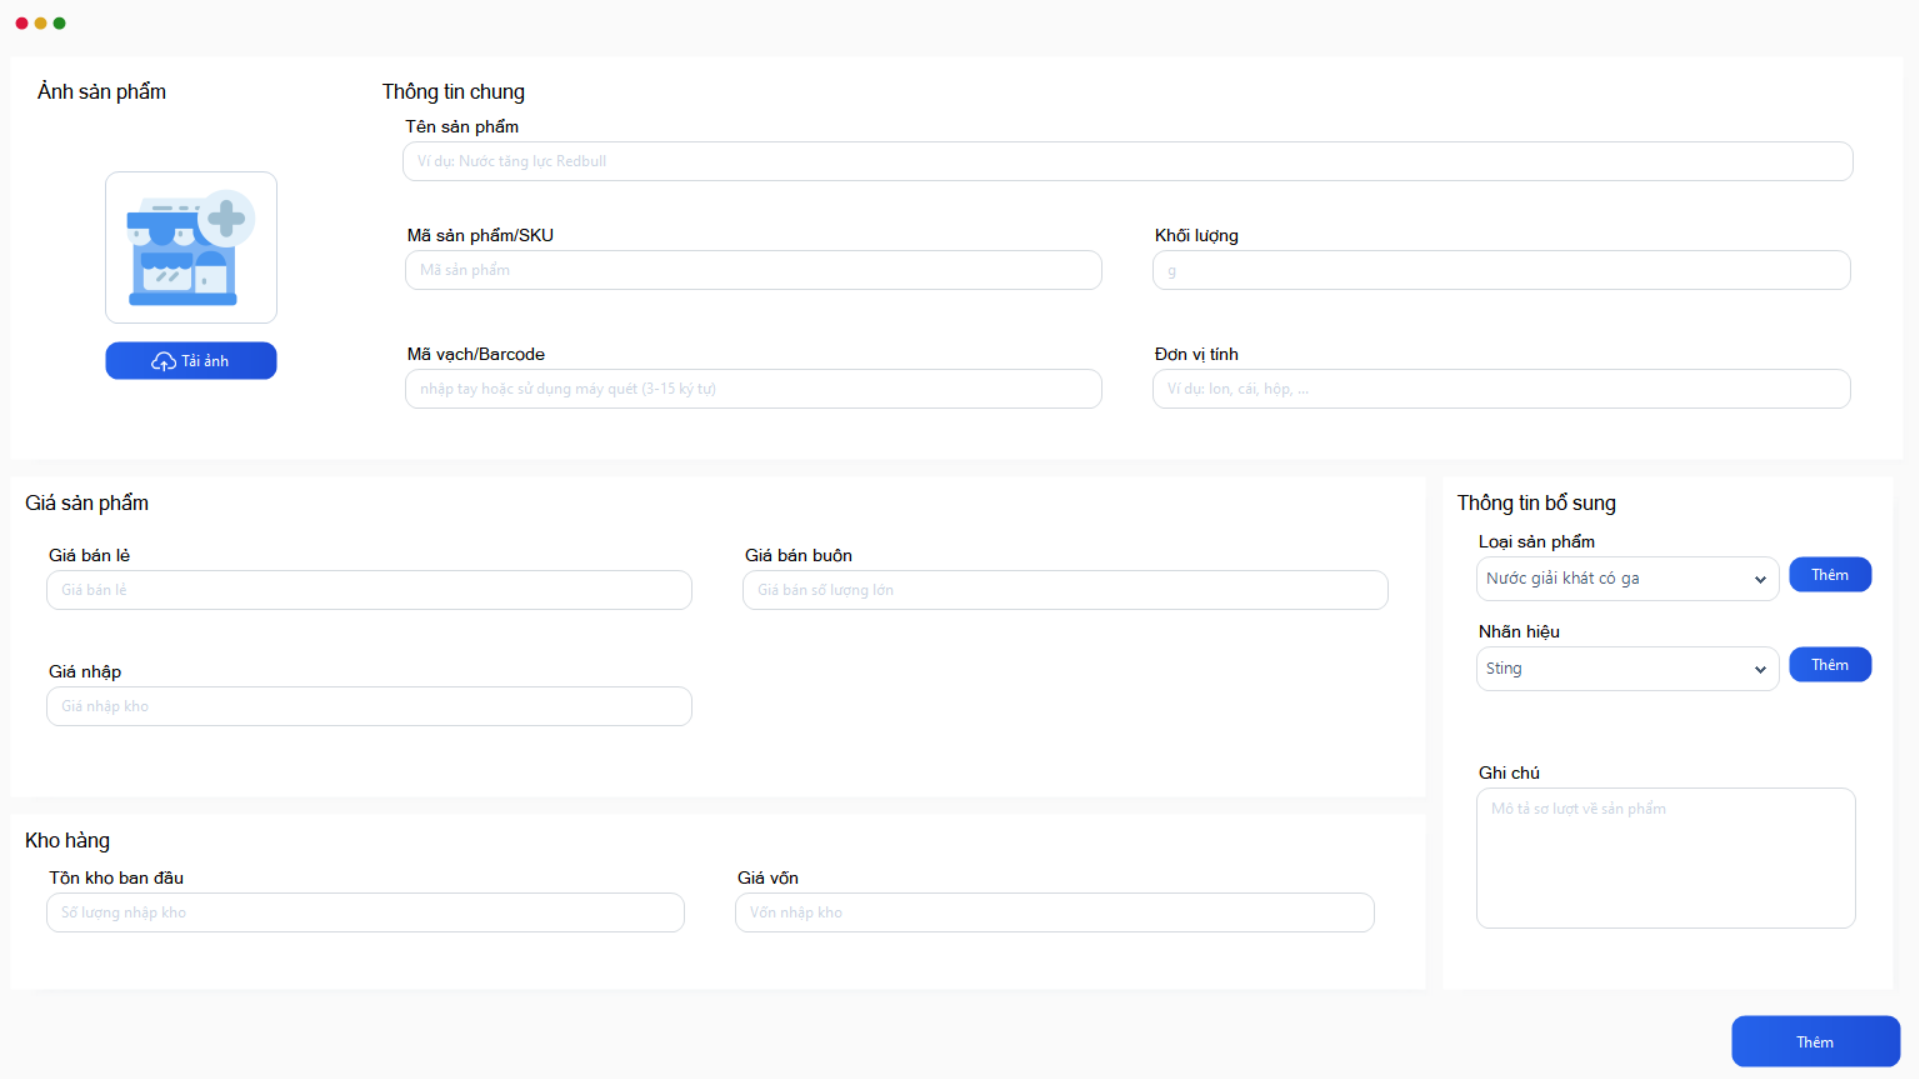 Ảnh sản phẩm
Tải ảnh
Thông tin chung
Tên sản phẩm
Ví dụ: Nước tăng lực Redbull
Mã sản phẩm/SKU
Mã sản phẩm
Khối lượng
g
Mã vạch/Barcode
nhập tay hoặc sử dụng máy quét (3-15 ký tự)
Đơn vị tính
Ví dụ: lon, cái, hộp, ...
Giá sản phẩm
Giá bán lẻ
Giá bán lẻ
Giá bán buôn
Giá bán số lượng lớn
Giá nhập
Giá nhập kho
Kho hàng
Tồn kho ban đầu
Số lượng nhập kho
Giá vốn
Vốn nhập kho
Thông tin bổ sung
Loại sản phẩm
Nước giải khát có ga
Thêm
Nhãn hiệu
Sting
Thêm
Ghi chú
Mô tả sơ lượt về sản phẩm
Thêm